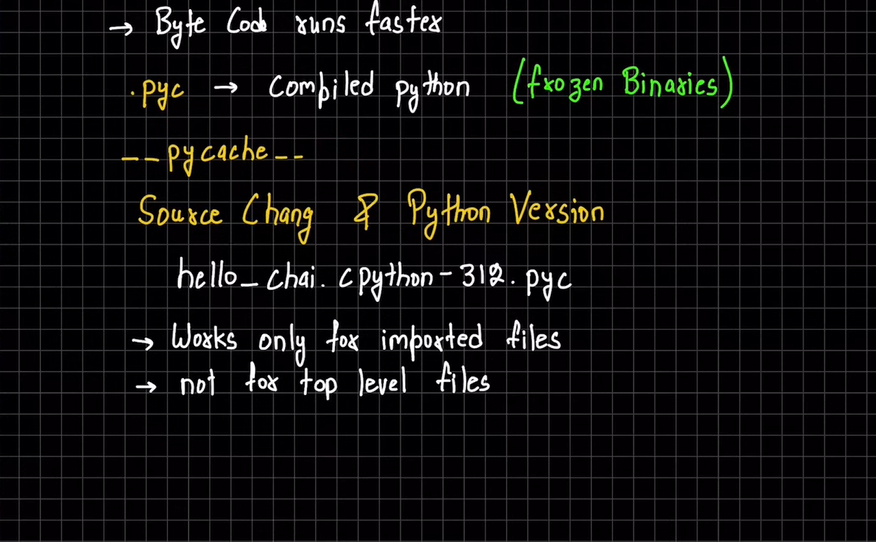 → Byte Code runs faster
.pyc → Compiled python (frozen Binaries)
__pycache__
Source Chang & Python Version
hello_chai.cpython-312.pyc
→ Works only for imported files
→ not for top level files